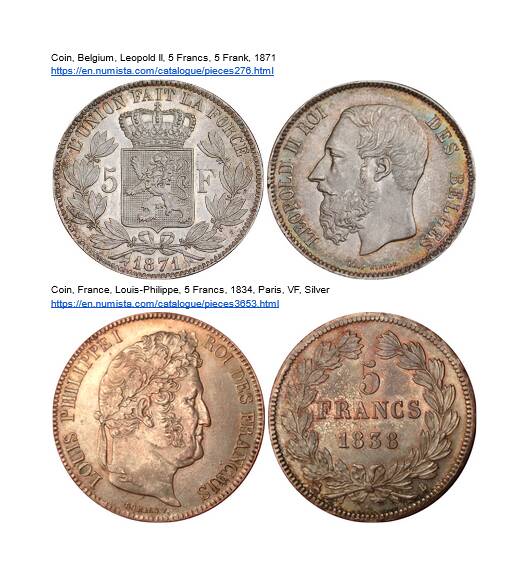 Coin, Belgium, Leopold II, 5 Francs, 5 Frank, 1871
https://en.numista.com/catalogue/pieces276.html
L'UNION FAIT LA FORCE
5 F
1871
LEOPOLD II ROI DES BELGES
Coin, France, Louis-Philippe, 5 Francs, 1834, Paris, VF, Silver
https://en.numista.com/catalogue/pieces3653.html
LOUIS PHILIPPE I ROI DES FRANÇAIS
5
FRANCS
1838